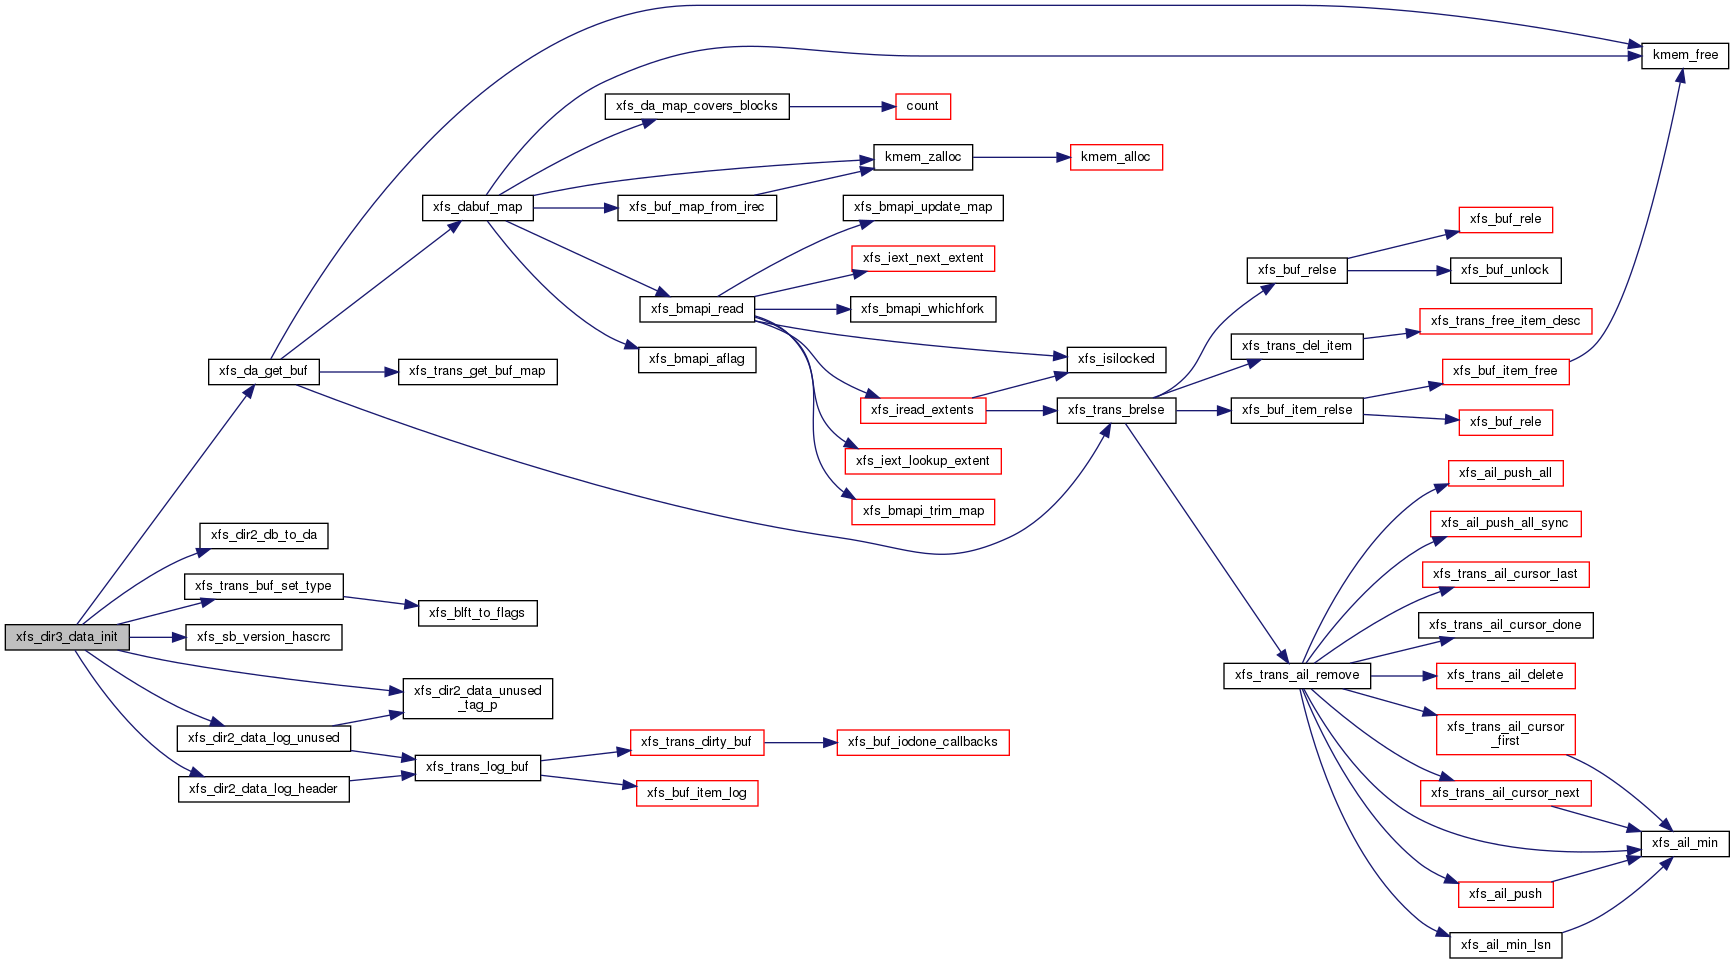 kmem_free
xfs_da_map_covers_blocks
count
kmem_zalloc
kmem_alloc
xfs_dabuf_map
xfs_buf_map_from_irec
xfs_bmapi_update_map
xfs_buf_rele
xfs_iext_next_extent
xfs_buf_relse
xfs_buf_unlock
xfs_bmapi_read
xfs_bmapi_whichfork
xfs_trans_free_item_desc
xfs_trans_del_item
xfs_bmapi_aflag
xfs_isilocked
xfs_da_get_buf
xfs_trans_get_buf_map
xfs_buf_item_free
xfs_iread_extents
xfs_trans_brelse
xfs_buf_item_relse
xfs_buf_rele
xfs_iext_lookup_extent
xfs_ail_push_all
xfs_bmapi_trim_map
xfs_ail_push_all_sync
xfs_dir2_db_to_da
xfs_trans_ail_cursor_last
xfs_trans_buf_set_type
xfs_blft_to_flags
xfs_trans_ail_cursor_done
xfs_dir3_data_init
xfs_sb_version_hascrc
xfs_trans_ail_remove
xfs_trans_ail_delete
xfs_dir2_data_unused
_tag_p
xfs_trans_ail_cursor
_first
xfs_dir2_data_log_unused
xfs_trans_dirty_buf
xfs_buf_iodone_callbacks
xfs_trans_log_buf
xfs_dir2_data_log_header
xfs_buf_item_log
xfs_trans_ail_cursor_next
xfs_ail_min
xfs_ail_push
xfs_ail_min_lsn